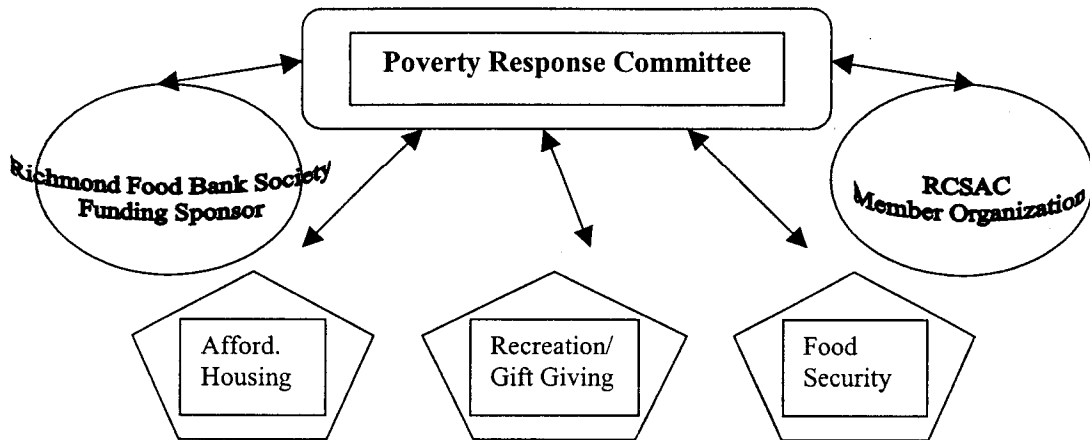 Poverty Response Committee
Richmond Food Bank Society
Funding Sponsor
RCSAC
Member Organization
Afford.
Housing
Recreation/
Gift Giving
Food
Security